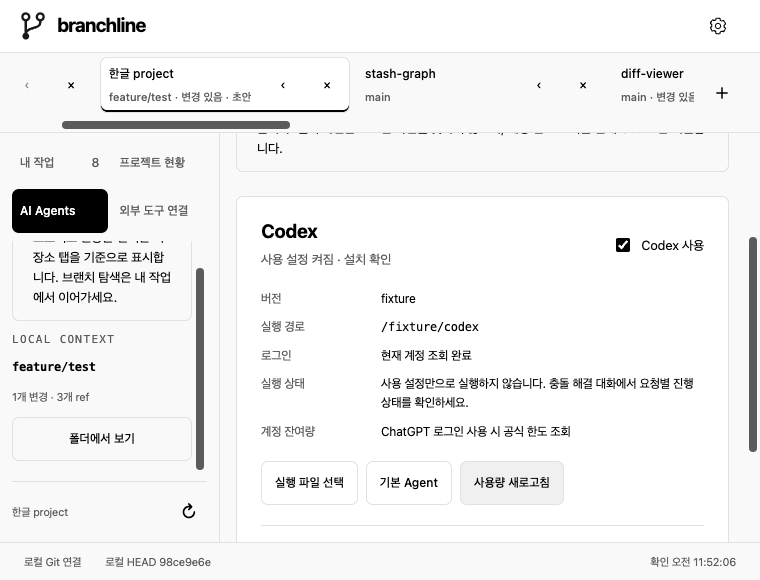 branchline
한글 project
feature/test · 변경 있음 · 초안
stash-graph
main
diff-viewer
main · 변경 있음
내 작업 8 프로젝트 현황
AI Agents 외부 도구 연결
장소 탭을 기준으로 표시합
니다. 브랜치 탐색은 내 작업
에서 이어가세요.
LOCAL CONTEXT
feature/test
1개 변경 · 3개 ref
폴더에서 보기
한글 project
니다.
Codex
사용 설정 켜짐 · 설치 확인
Codex 사용
버전 fixture
실행 경로 /fixture/codex
로그인 현재 계정 조회 완료
실행 상태 사용 설정만으로 실행하지 않습니다. 충돌 해결 대화에서 요청별 진행
상태를 확인하세요.
계정 잔여량 ChatGPT 로그인 사용 시 공식 한도 조회
실행 파일 선택 기본 Agent 사용량 새로고침
로컬 Git 연결 로컬 HEAD 98ce9e6e 확인 오전 11:52:06